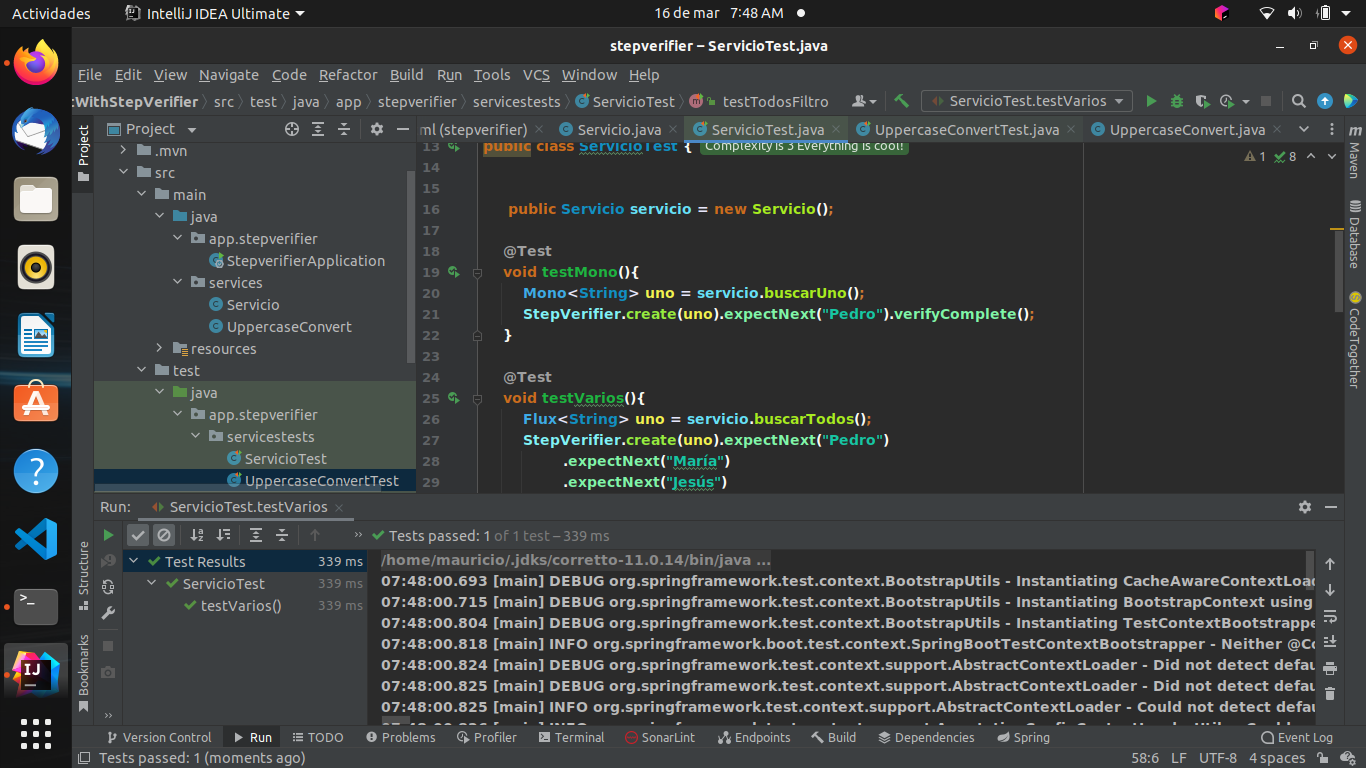 Actividades IntelliJ IDEA Ultimate 16 de mar 7:48 AM
stepverifier – ServicioTest.java
File Edit View Navigate Code Refactor Build Run Tools VCS Window Help
WithStepVerifier src test java app stepverifier servicestests ServicioTest testTodosFiltro ServicioTest.testVarios
Project ml (stepverifier) Servicio.java ServicioTest.java UppercaseConvertTest.java UppercaseConvert.java
.mvn
src
main
java
app.stepverifier
StepverifierApplication
services
Servicio
UppercaseConvert
resources
test
java
app.stepverifier
servicestests
ServicioTest
UppercaseConvertTest
13 public class ServicioTest { Complexity is 3 Everything is cool!
1 8
14
15
16 public Servicio servicio = new Servicio();
17
18 @Test
19 void testMono(){
20 Mono<String> uno = servicio.buscarUno();
21 StepVerifier.create(uno).expectNext("Pedro").verifyComplete();
22 }
23
24 @Test
25 void testVarios(){
26 Flux<String> uno = servicio.buscarTodos();
27 StepVerifier.create(uno).expectNext("Pedro")
28 .expectNext("María")
29 .expectNext("Jesús")
Project
Structure
Bookmarks
Maven
Database
CodeTogether
Run: ServicioTest.testVarios
Tests passed: 1 of 1 test – 339 ms
Test Results 339 ms
ServicioTest 339 ms
testVarios() 339 ms
/home/mauricio/.jdks/corretto-11.0.14/bin/java ...
07:48:00.693 [main] DEBUG org.springframework.test.context.BootstrapUtils - Instantiating CacheAwareContextLoad
07:48:00.715 [main] DEBUG org.springframework.test.context.BootstrapUtils - Instantiating BootstrapContext using
07:48:00.804 [main] DEBUG org.springframework.test.context.BootstrapUtils - Instantiating TestContextBootstrappe
07:48:00.818 [main] INFO org.springframework.boot.test.context.SpringBootTestContextBootstrapper - Neither @Co
07:48:00.824 [main] DEBUG org.springframework.test.context.support.AbstractContextLoader - Did not detect defau
07:48:00.825 [main] DEBUG org.springframework.test.context.support.AbstractContextLoader - Did not detect defau
07:48:00.825 [main] INFO org.springframework.test.context.support.AbstractContextLoader - Could not detect defau
Version Control Run TODO Problems Profiler Terminal SonarLint Endpoints Build Dependencies Spring Event Log
Tests passed: 1 (moments ago) 58:6 LF UTF-8 4 spaces